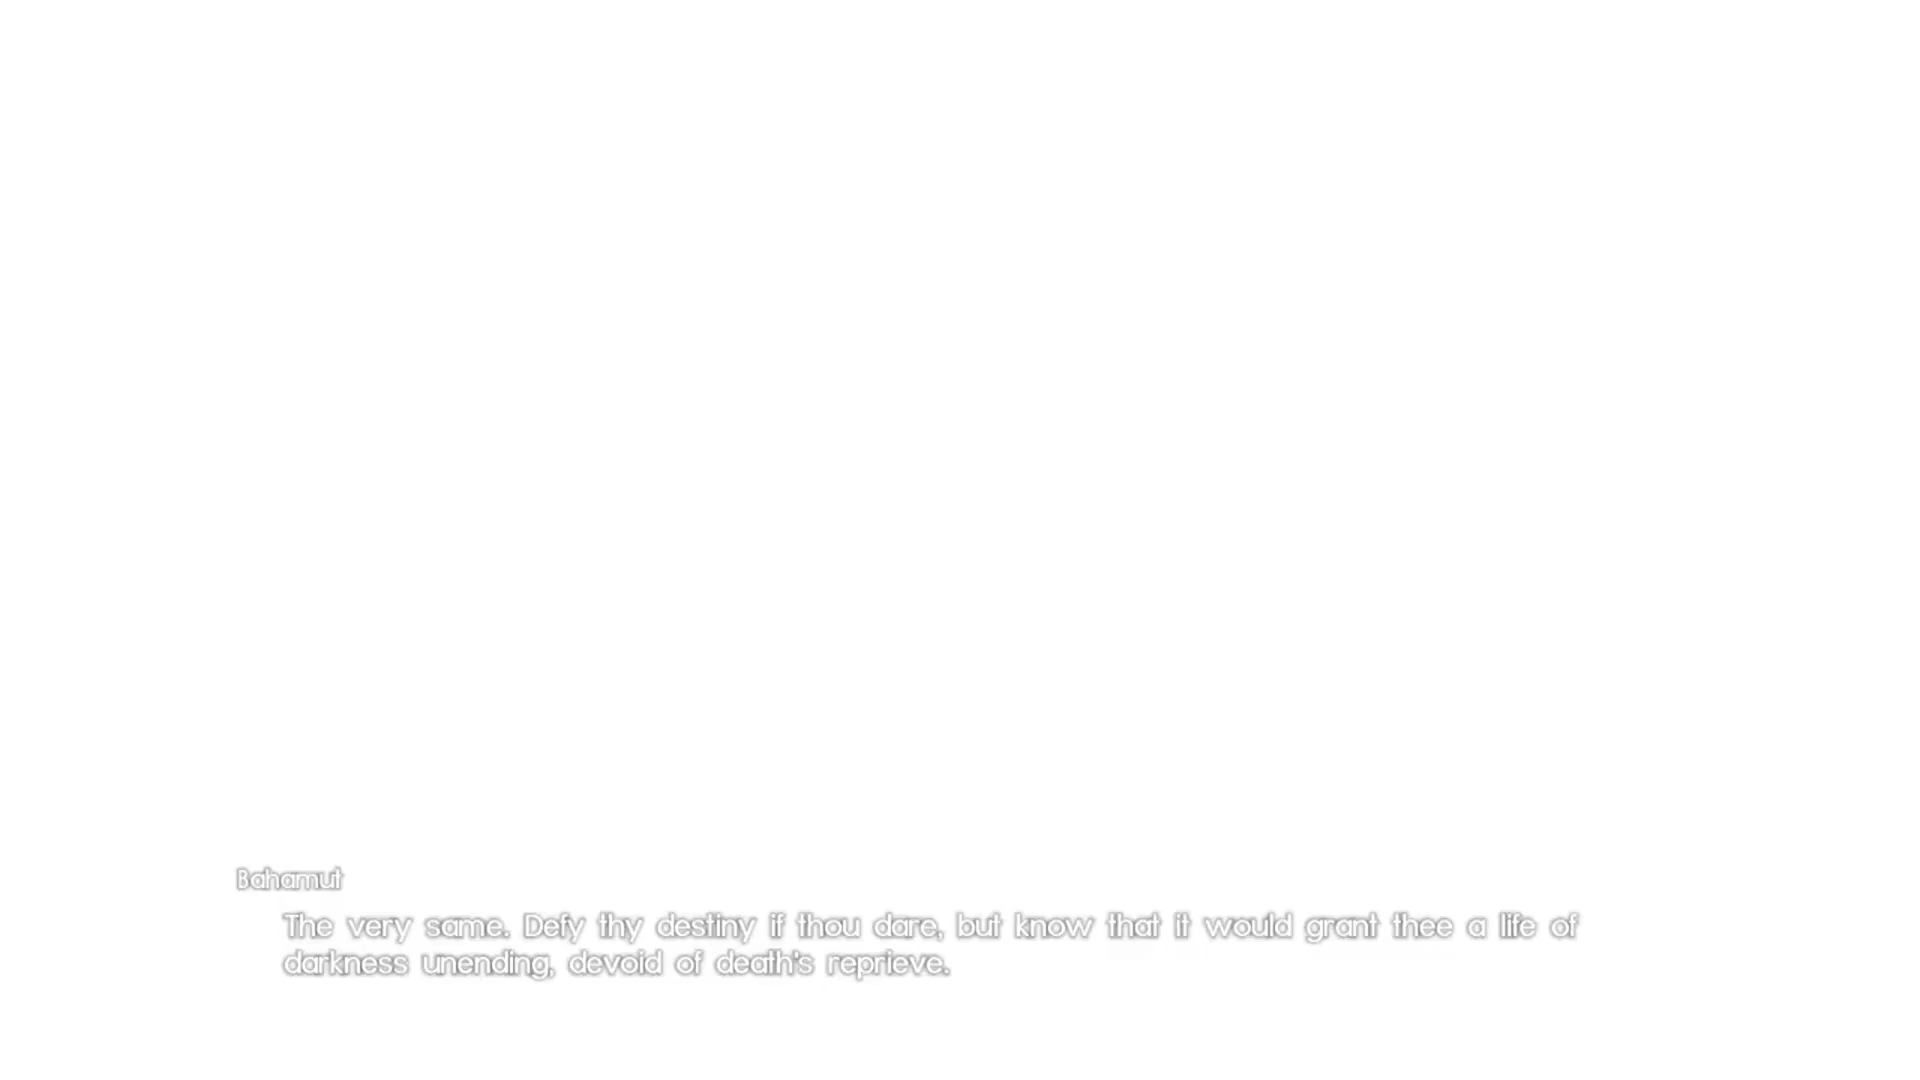 Bahamut
The very same. Defy thy destiny if thou dare, but know that it would grant thee a life of
darkness unending, devoid of death's reprieve.